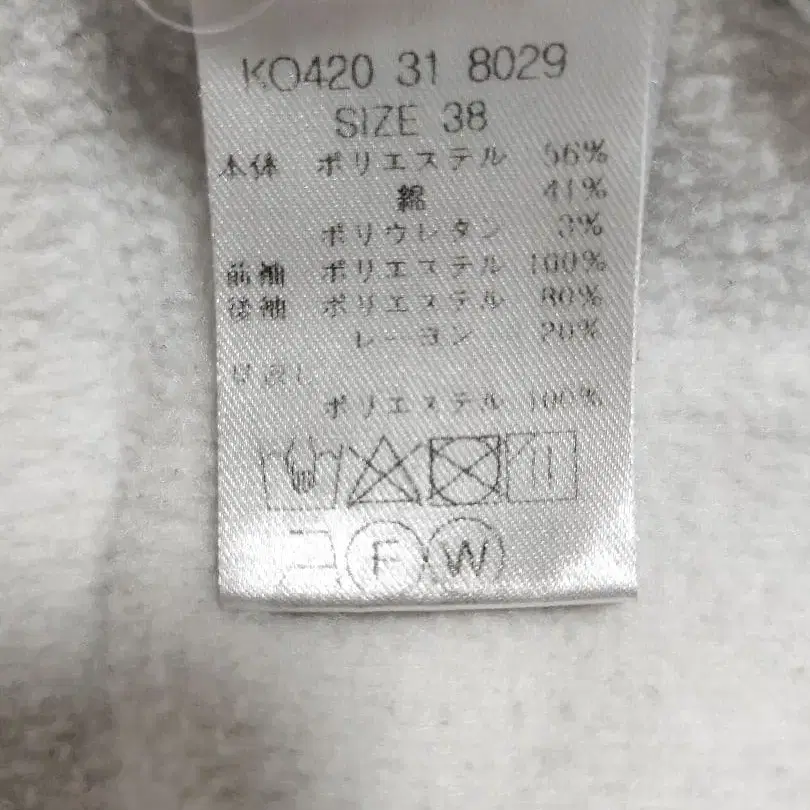 KO420 31 8029
SIZE 38
本体 ポリエステル 56%
綿 41%
ポリウレタン 3%
前袖 ポリエステル 100%
後袖 ポリエステル 80%
レーヨン 20%
ポリエステル 100%
F W